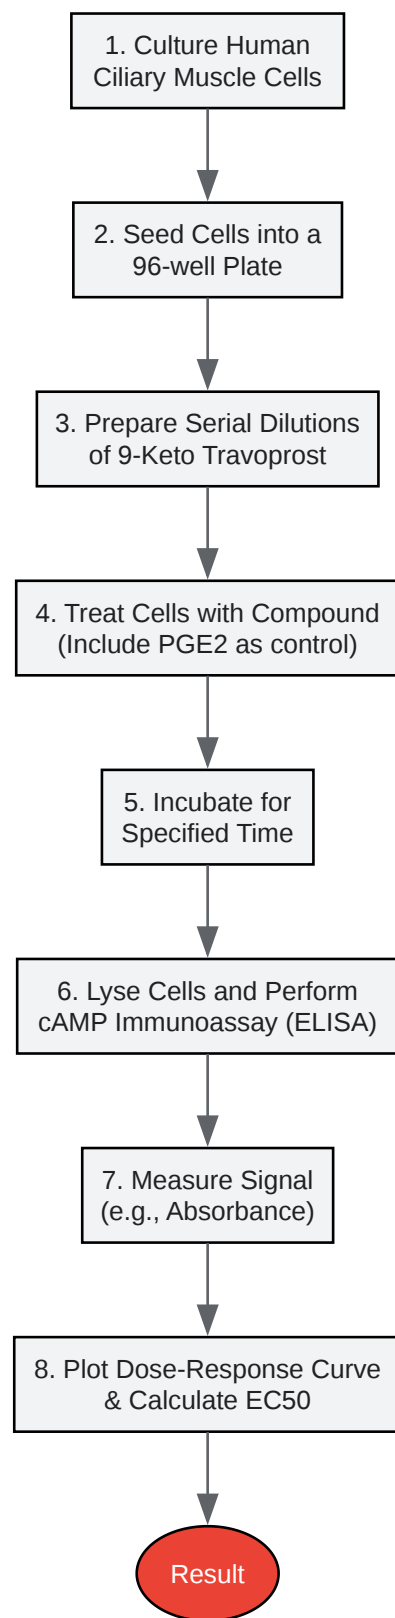 1. Culture Human
Ciliary Muscle Cells
2. Seed Cells into a
96-well Plate
3. Prepare Serial Dilutions
of 9-Keto Travoprost
4. Treat Cells with Compound
(Include PGE2 as control)
5. Incubate for
Specified Time
6. Lyse Cells and Perform
cAMP Immunoassay (ELISA)
7. Measure Signal
(e.g., Absorbance)
8. Plot Dose-Response Curve
& Calculate EC50
Result